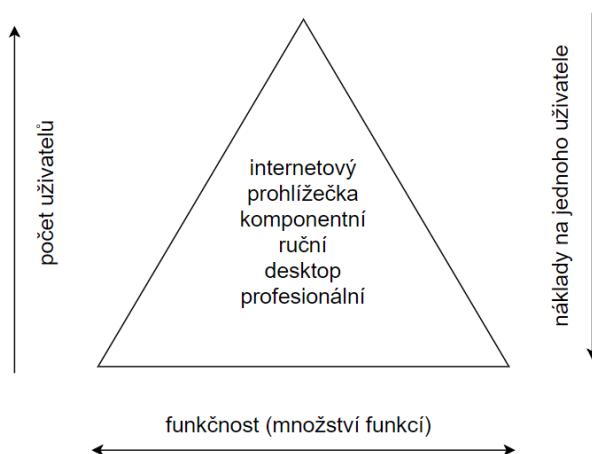 počet uživatelů
internetový
prohlížečka
komponentní
ruční
desktop
profesionální
náklady na jednoho uživatele
funkčnost (množství funkcí)